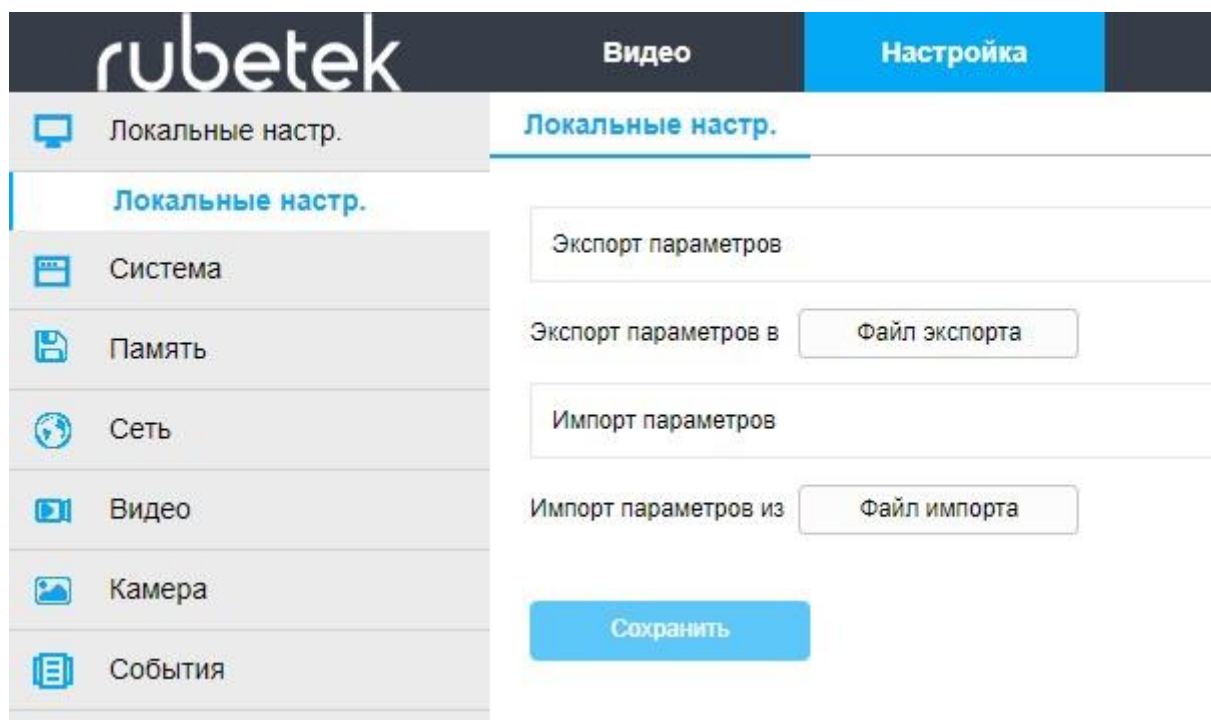 rubetek
Видео
Настройка
Локальные настр.
Локальные настр.
Система
Память
Сеть
Видео
Камера
События
Локальные настр.
Экспорт параметров
Экспорт параметров в
Файл экспорта
Импорт параметров
Импорт параметров из
Файл импорта
Сохранить